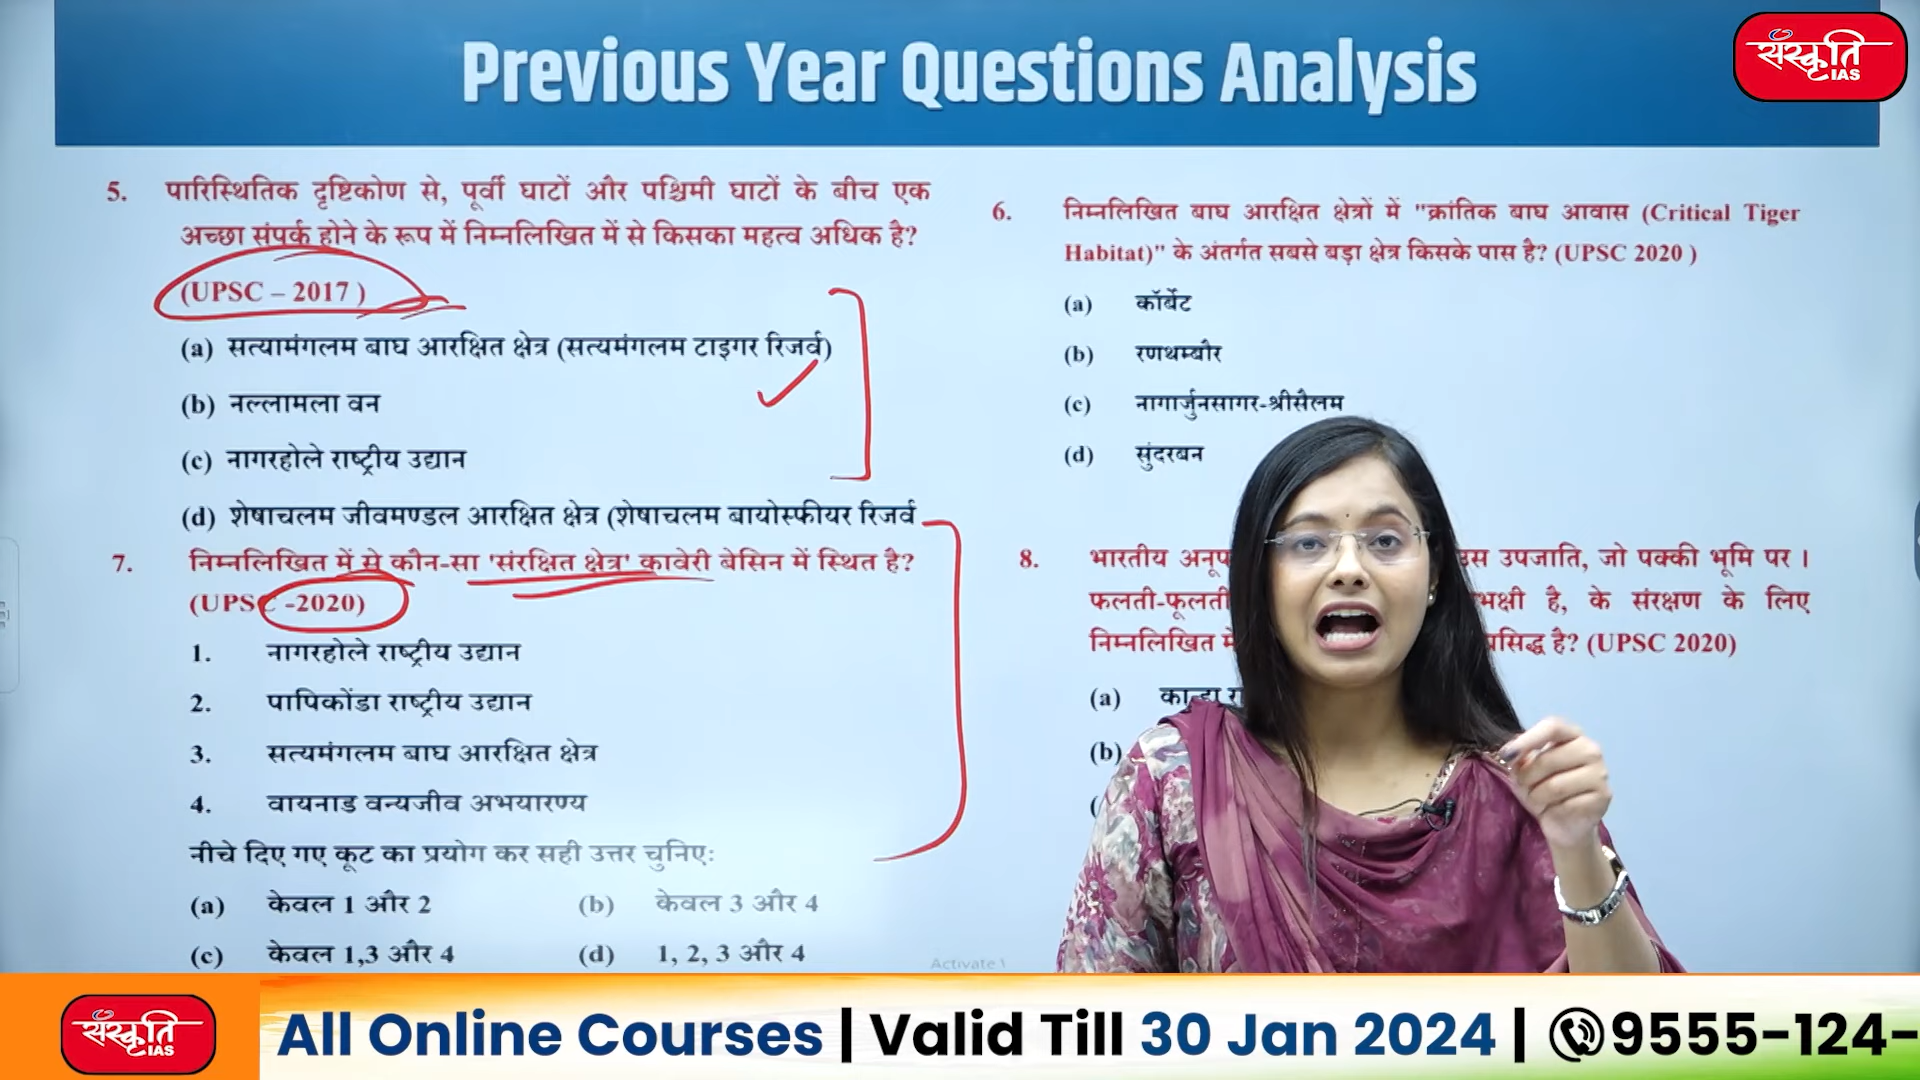 Previous Year Questions Analysis
संस्कृति
IAS
5. पारिस्थितिक दृष्टिकोण से, पूर्वी घाटों और पश्चिमी घाटों के बीच एक
अच्छा संपर्क होने के रूप में निम्नलिखित में से किसका महत्व अधिक है?
(UPSC – 2017 )
(a) सत्यामंगलम बाघ आरक्षित क्षेत्र (सत्यमंगलम टाइगर रिजर्व)
(b) नल्लामला वन
(c) नागरहोले राष्ट्रीय उद्यान
(d) शेषाचलम जीवमण्डल आरक्षित क्षेत्र (शेषाचलम बायोस्फीयर रिजर्व
7. निम्नलिखित में से कौन-सा 'संरक्षित क्षेत्र' कावेरी बेसिन में स्थित है?
(UPSC -2020)
1. नागरहोले राष्ट्रीय उद्यान
2. पापिकोंडा राष्ट्रीय उद्यान
3. सत्यमंगलम बाघ आरक्षित क्षेत्र
4. वायनाड वन्यजीव अभयारण्य
नीचे दिए गए कूट का प्रयोग कर सही उत्तर चुनिए:
(a) केवल 1 और 2 (b) केवल 3 और 4
(c) केवल 1,3 और 4 (d) 1, 2, 3 और 4
6. निम्नलिखित बाघ आरक्षित क्षेत्रों में "क्रांतिक बाघ आवास (Critical Tiger
Habitat)" के अंतर्गत सबसे बड़ा क्षेत्र किसके पास है? (UPSC 2020 )
(a) कॉर्बेट
(b) रणथम्बौर
(c) नागार्जुनसागर-श्रीसैलम
(d) सुंदरबन
8. भारतीय उपजाति, जो पक्की भूमि पर ।
है, के संरक्षण के लिए
निम्नलिखित है? (UPSC 2020)
(a)
(b)
Activate
संस्कृति
IAS
All Online Courses | Valid Till 30 Jan 2024 | 9555-124-